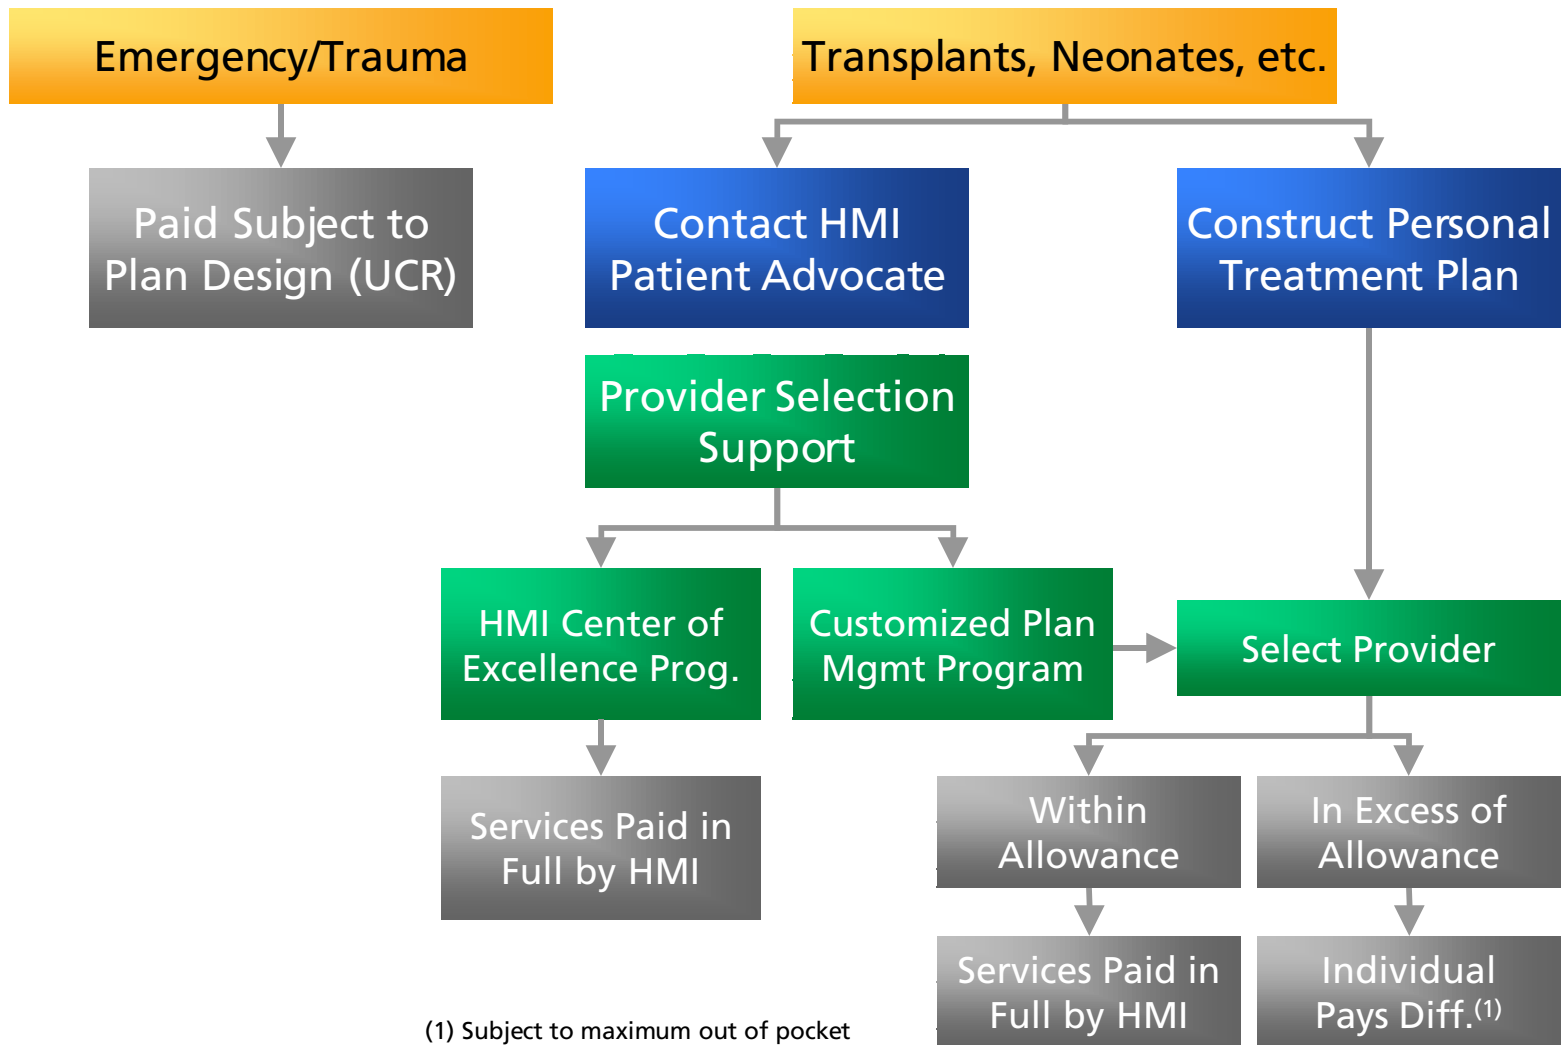 Emergency/Trauma
Transplants, Neonates, etc.
Paid Subject to
Plan Design (UCR)
Contact HMI
Patient Advocate
Construct Personal
Treatment Plan
Provider Selection
Support
HMI Center of
Excellence Prog.
Customized Plan
Mgmt Program
Select Provider
Services Paid in
Full by HMI
Within
Allowance
In Excess of
Allowance
Services Paid in
Full by HMI
Individual
Pays Diff.(1)
(1) Subject to maximum out of pocket